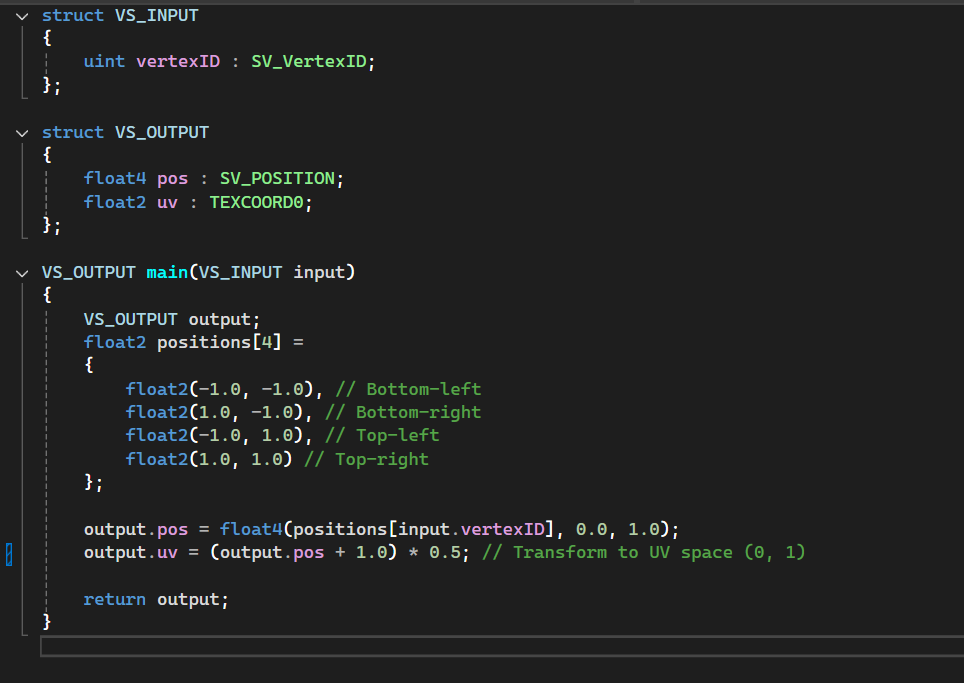 struct VS_INPUT
{
    uint vertexID : SV_VertexID;
};
struct VS_OUTPUT
{
    float4 pos : SV_POSITION;
    float2 uv : TEXCOORD0;
};
VS_OUTPUT main(VS_INPUT input)
{
    VS_OUTPUT output;
    float2 positions[4] =
    {
        float2(-1.0, -1.0), // Bottom-left
        float2(1.0, -1.0), // Bottom-right
        float2(-1.0, 1.0), // Top-left
        float2(1.0, 1.0) // Top-right
    };
    output.pos = float4(positions[input.vertexID], 0.0, 1.0);
    output.uv = (output.pos + 1.0) * 0.5; // Transform to UV space (0, 1)
    return output;
}